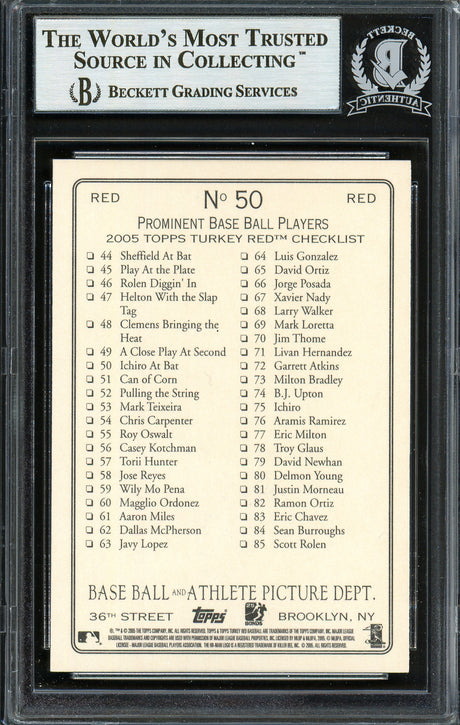 THE WORLD'S MOST TRUSTED
SOURCE IN COLLECTING™
B BECKETT GRADING SERVICES
BECKETT
B
AUTHENTIC
RED
Nº 50
RED
PROMINENT BASE BALL PLAYERS
2005 TOPPS TURKEY RED™ CHECKLIST
❏ 44 Sheffield At Bat
❏ 45 Play At the Plate
❏ 46 Rolen Diggin' In
❏ 47 Helton With the Slap
Tag
❏ 48 Clemens Bringing the
Heat
❏ 49 A Close Play At Second
❏ 50 Ichiro At Bat
❏ 51 Can of Corn
❏ 52 Pulling the String
❏ 53 Mark Teixeira
❏ 54 Chris Carpenter
❏ 55 Roy Oswalt
❏ 56 Casey Kotchman
❏ 57 Torii Hunter
❏ 58 Jose Reyes
❏ 59 Wily Mo Pena
❏ 60 Magglio Ordonez
❏ 61 Aaron Miles
❏ 62 Dallas McPherson
❏ 63 Javy Lopez
❏ 64 Luis Gonzalez
❏ 65 David Ortiz
❏ 66 Jorge Posada
❏ 67 Xavier Nady
❏ 68 Larry Walker
❏ 69 Mark Loretta
❏ 70 Jim Thome
❏ 71 Livan Hernandez
❏ 72 Garrett Atkins
❏ 73 Milton Bradley
❏ 74 B.J. Upton
❏ 75 Ichiro
❏ 76 Aramis Ramirez
❏ 77 Eric Milton
❏ 78 Troy Glaus
❏ 79 David Newhan
❏ 80 Delmon Young
❏ 81 Justin Morneau
❏ 82 Ramon Ortiz
❏ 83 Eric Chavez
❏ 84 Sean Burroughs
❏ 85 Scott Rolen
BASE BALL AND ATHLETE PICTURE DEPT.
36TH STREET
Topps
BONDS
BROOKLYN, NY